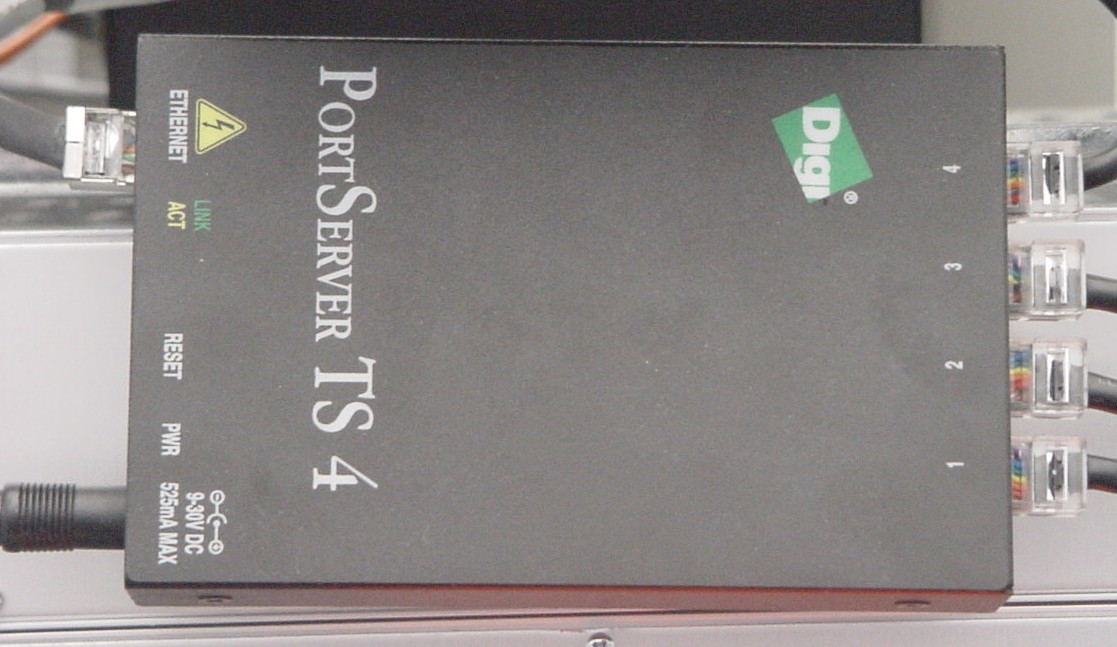 Digi®
4
3
2
1
PORTSERVER TS 4
LINK
ETHERNET
ACT
RESET
PWR
9-30V DC
525mA MAX